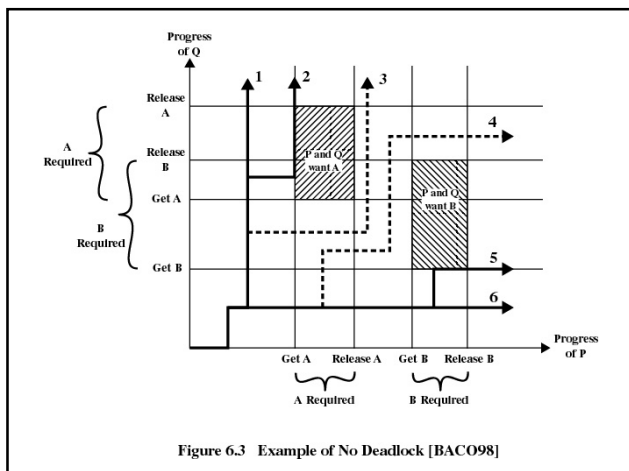 Progress
of Q
1
2
3
4
Release
A
A
Required
Release
B
P and Q
want A
Get A
P and Q
want B
B
Required
Get B
5
6
Progress
of P
Get A
Release A
Get B
Release B
A Required
B Required
Figure 6.3 Example of No Deadlock [BACO98]